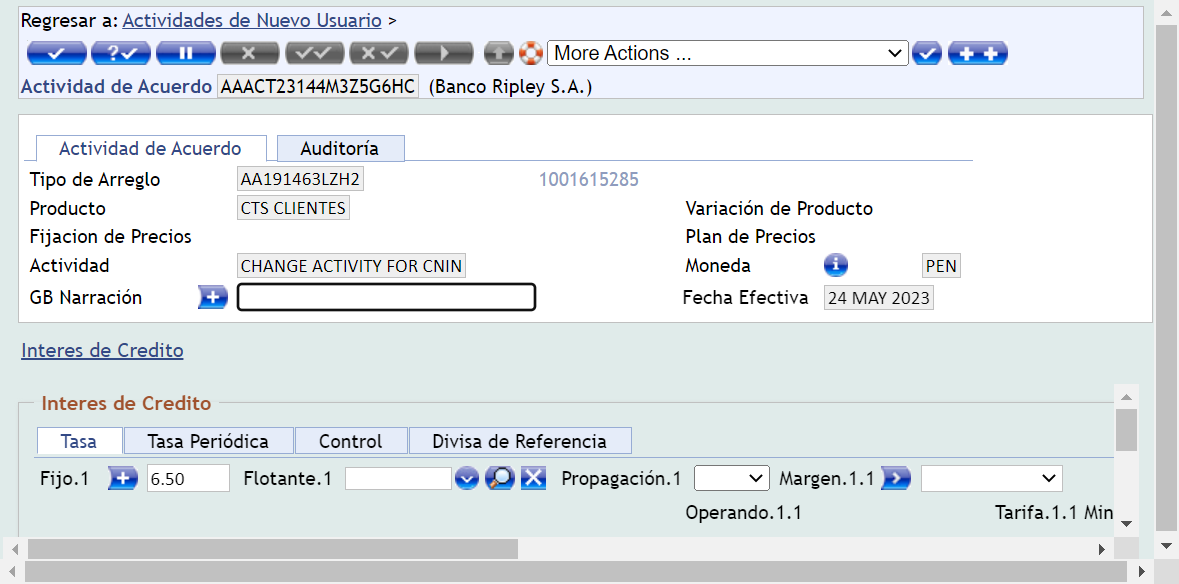 Regresar a: Actividades de Nuevo Usuario >
More Actions ...
Actividad de Acuerdo AAACT23144M3Z5G6HC (Banco Ripley S.A.)
Actividad de Acuerdo Auditoría
Tipo de Arreglo AA191463LZH2 1001615285
Producto CTS CLIENTES Variación de Producto
Fijacion de Precios Plan de Precios
Actividad CHANGE ACTIVITY FOR CNIN Moneda PEN
GB Narración Fecha Efectiva 24 MAY 2023
Interes de Credito
Interes de Credito
Tasa Tasa Periódica Control Divisa de Referencia
Fijo.1 6.50 Flotante.1 Propagación.1 Margen.1.1
Operando.1.1 Tarifa.1.1 Min